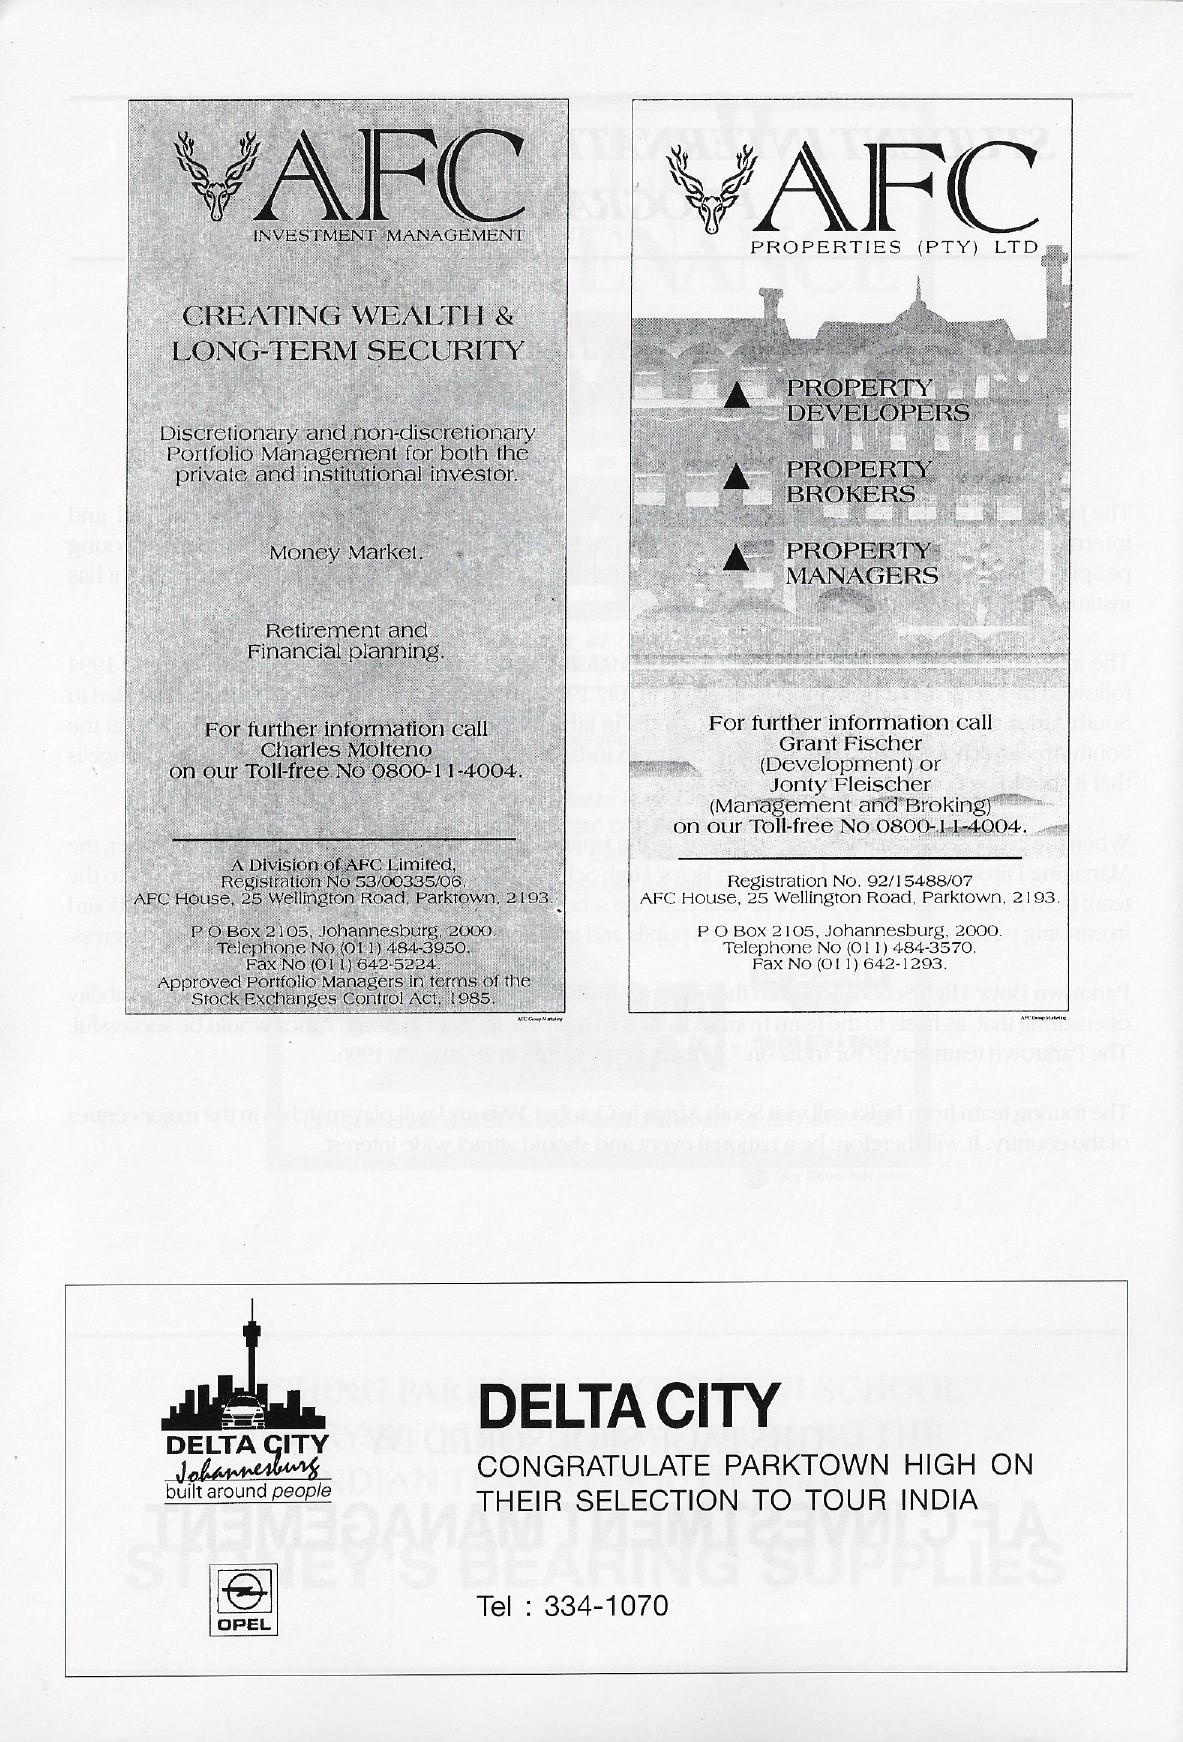 AFC
INVESTMENT MANAGEMENT
CREATING WEALTH &
LONG-TERM SECURITY
Discretionary and non-discretionary
Portfolio Management for both the
private and institutional investor.
Money Market.
Retirement and
Financial planning.
For further information call
Charles Molteno
on our Toll-free No 0800-11-4004.
A Division of AFC Limited,
Registration No 53/00335/06.
AFC House, 25 Wellington Road, Parktown, 2193.
P O Box 2105, Johannesburg, 2000.
Telephone No (011) 484-3950.
Fax No (011) 642-5224.
Approved Portfolio Managers in terms of the
Stock Exchanges Control Act, 1985.
AFC Group Marketing
AFC
PROPERTIES (PTY) LTD
PROPERTY
DEVELOPERS
PROPERTY
BROKERS
PROPERTY
MANAGERS
For further information call
Grant Fischer
(Development) or
Jonty Fleischer
(Management and Broking)
on our Toll-free No 0800-11-4004.
Registration No. 92/15488/07
AFC House, 25 Wellington Road, Parktown, 2193.
P O Box 2105, Johannesburg, 2000.
Telephone No (011) 484-3570.
Fax No (011) 642-1293.
AFC Group Marketing
DELTA CITY
Johannesburg
built around people
OPEL
DELTA CITY
CONGRATULATE PARKTOWN HIGH ON
THEIR SELECTION TO TOUR INDIA
Tel : 334-1070